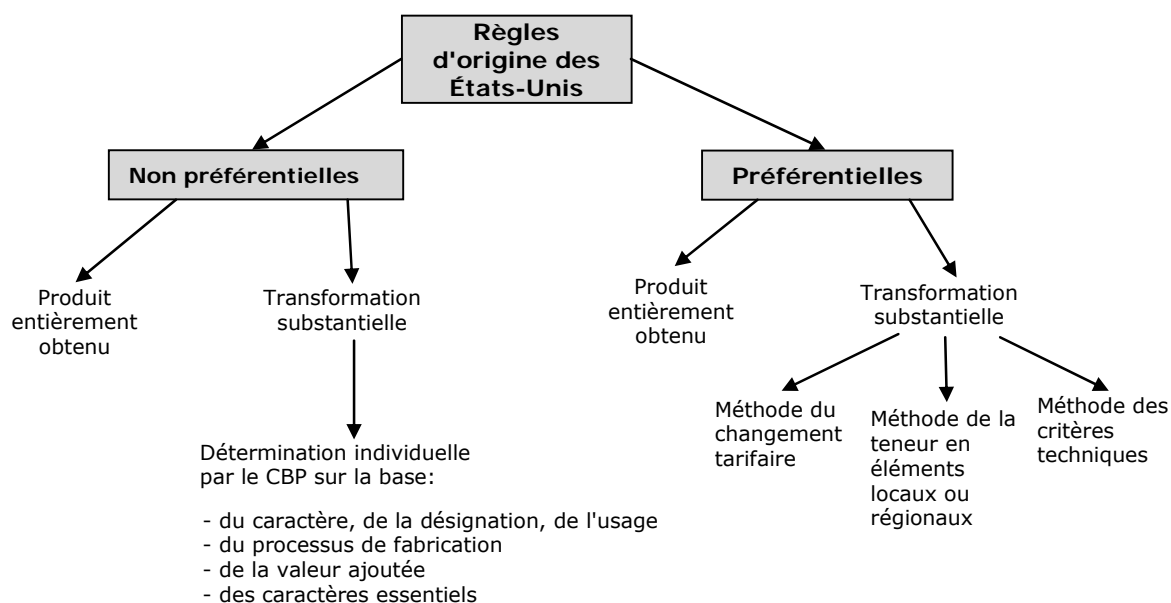 Règles
d'origine des
États-Unis
Non préférentielles
Préférentielles
Produit
entièrement
obtenu
Transformation
substantielle
Produit
entièrement
obtenu
Transformation
substantielle
Détermination individuelle
par le CBP sur la base:
- du caractère, de la désignation, de l'usage
- du processus de fabrication
- de la valeur ajoutée
- des caractères essentiels
Méthode du
changement
tarifaire
Méthode de la
teneur en
éléments
locaux ou
régionaux
Méthode des
critères
techniques